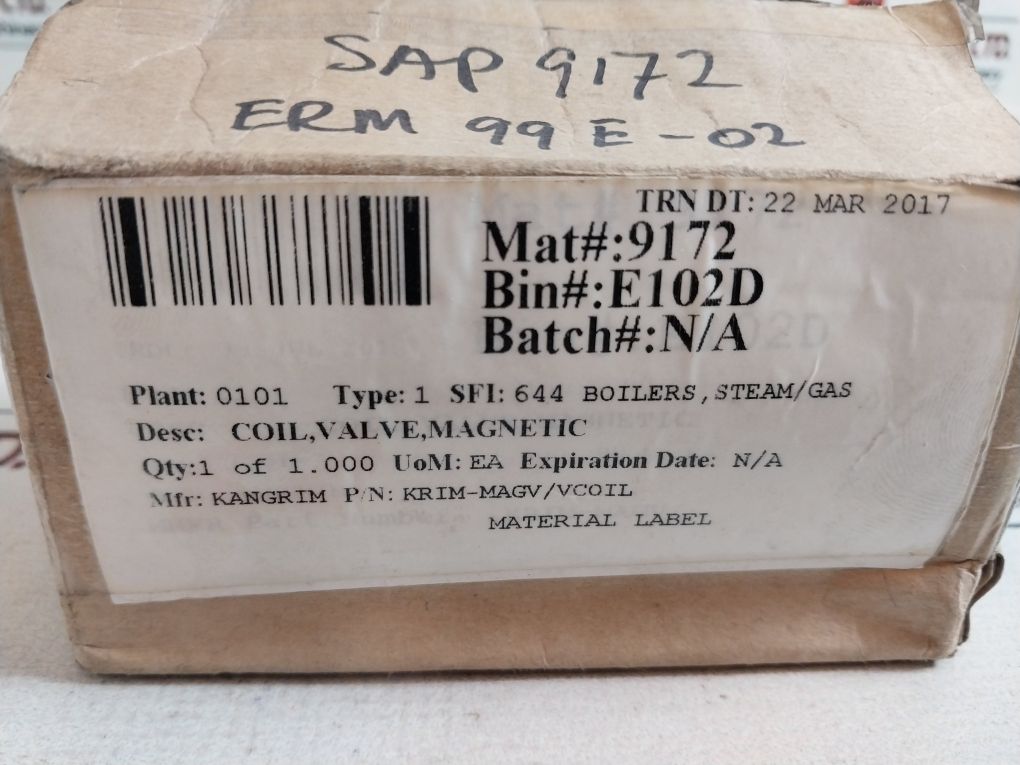 SAP 9172
ERM 99E-02
TRN DT: 22 MAR 2017
Mat#:9172
Bin#:E102D
Batch#:N/A
Plant: 0101 Type: 1 SFI: 644 BOILERS,STEAM/GAS
Desc: COIL,VALVE,MAGNETIC
Qty:1 of 1.000 UoM: EA Expiration Date: N/A
Mfr: KANGRIM P/N: KRIM-MAGV/VCOIL
MATERIAL LABEL